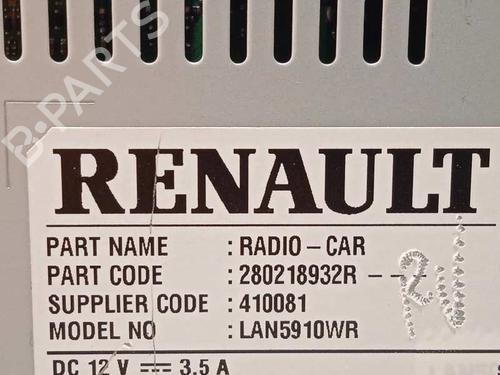 B-PARTS
RENAULT
PART NAME : RADIO-CAR
PART CODE : 280218932R--
SUPPLIER CODE : 410081
MODEL NO : LAN5910WR
DC 12 V ⎓ 3.5 A